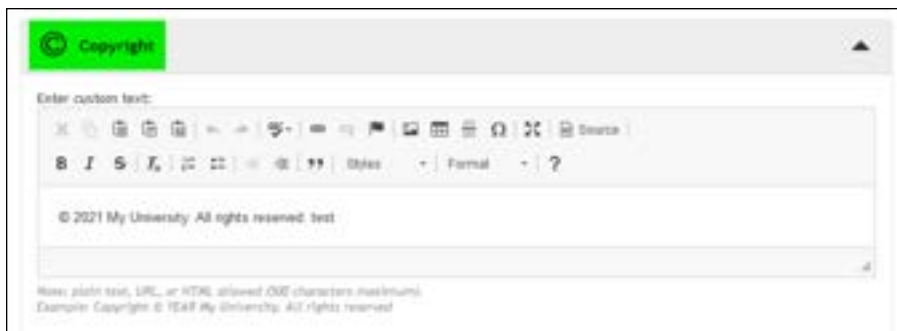 © Copyright
Enter custom text:
Source
B I S Tx Styles Format ?
© 2021 My University. All rights reserved. test
Note: plain text, URL, or HTML allowed (500 characters maximum).
Example: Copyright © YEAR My University. All rights reserved